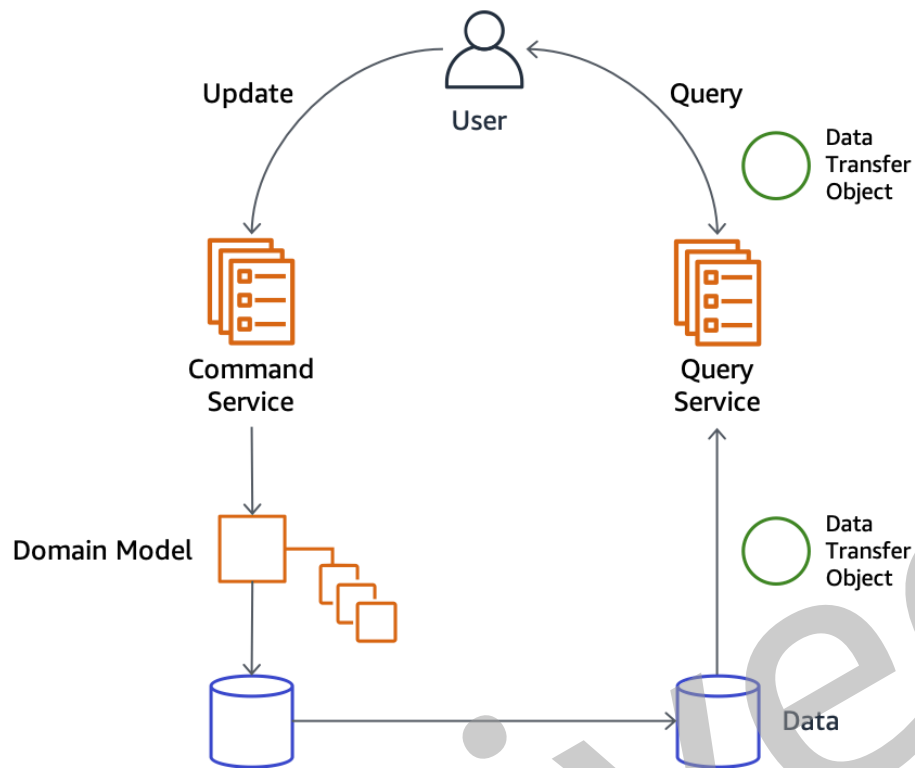 User
Update
Query
Data
Transfer
Object
Command
Service
Query
Service
Domain Model
Data
Transfer
Object
Data